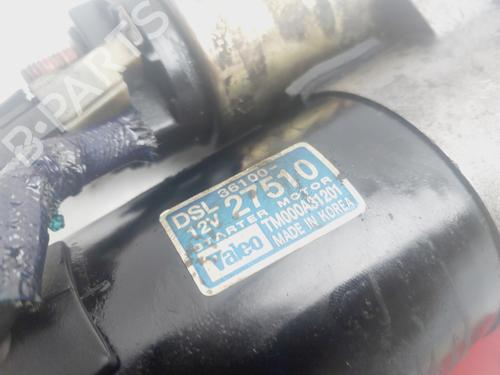 B-PARTS
DSL 36100-
12V 27510
STARTER MOTOR
Valeo TM000A31201
MADE IN KOREA